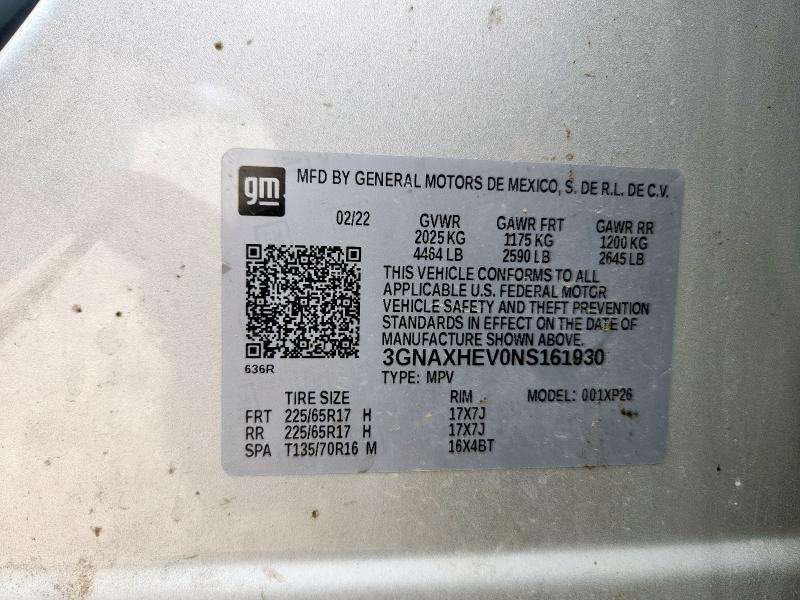 gm
MFD BY GENERAL MOTORS DE MEXICO, S. DE R.L. DE C.V.
02/22 GVWR GAWR FRT GAWR RR
2025 KG 1175 KG 1200 KG
4464 LB 2590 LB 2645 LB
THIS VEHICLE CONFORMS TO ALL
APPLICABLE U.S. FEDERAL MOTOR
VEHICLE SAFETY AND THEFT PREVENTION
STANDARDS IN EFFECT ON THE DATE OF
MANUFACTURE SHOWN ABOVE.
3GNAXHEV0NS161930
636R
TYPE: MPV
TIRE SIZE RIM MODEL: 001XP26
FRT 225/65R17 H 17X7J
RR 225/65R17 H 17X7J
SPA T135/70R16 M 16X4BT